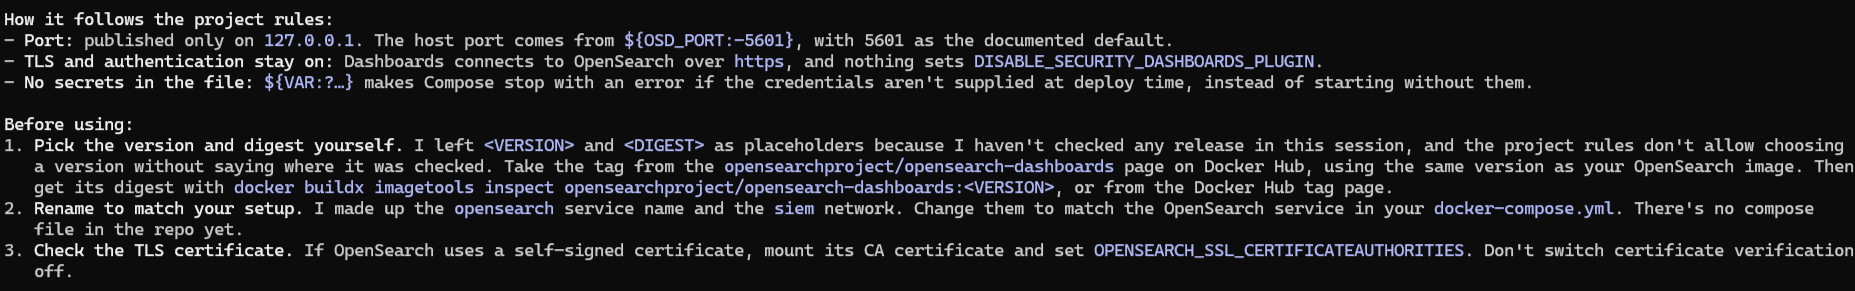 How it follows the project rules:
- Port: published only on 127.0.0.1. The host port comes from ${OSD_PORT:-5601}, with 5601 as the documented default.
- TLS and authentication stay on: Dashboards connects to OpenSearch over https, and nothing sets DISABLE_SECURITY_DASHBOARDS_PLUGIN.
- No secrets in the file: ${VAR:?…} makes Compose stop with an error if the credentials aren't supplied at deploy time, instead of starting without them.
Before using:
1. Pick the version and digest yourself. I left <VERSION> and <DIGEST> as placeholders because I haven't checked any release in this session, and the project rules don't allow choosing
a version without saying where it was checked. Take the tag from the opensearchproject/opensearch-dashboards page on Docker Hub, using the same version as your OpenSearch image. Then
get its digest with docker buildx imagetools inspect opensearchproject/opensearch-dashboards:<VERSION>, or from the Docker Hub tag page.
2. Rename to match your setup. I made up the opensearch service name and the siem network. Change them to match the OpenSearch service in your docker-compose.yml. There's no compose
file in the repo yet.
3. Check the TLS certificate. If OpenSearch uses a self-signed certificate, mount its CA certificate and set OPENSEARCH_SSL_CERTIFICATEAUTHORITIES. Don't switch certificate verification
off.